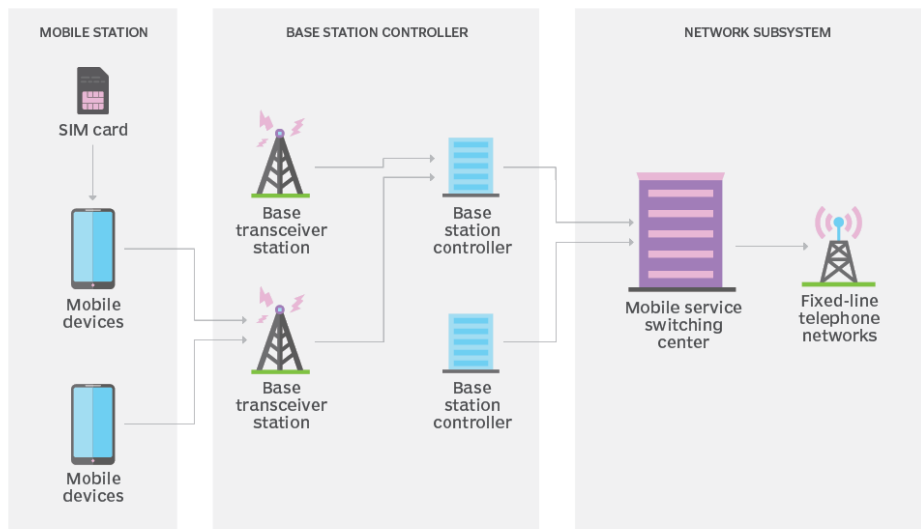 MOBILE STATION
BASE STATION CONTROLLER
NETWORK SUBSYSTEM
SIM card
Mobile
devices
Mobile
devices
Base
transceiver
station
Base
transceiver
station
Base
station
controller
Base
station
controller
Mobile service
switching
center
Fixed-line
telephone
networks